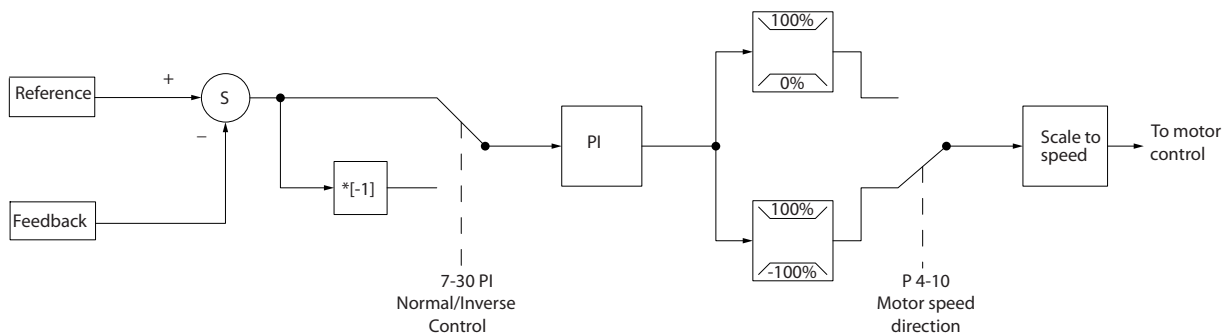 Reference
+
S
−
Feedback
*[-1]
7-30 PI
Normal/Inverse
Control
PI
100%
0%
100%
-100%
P 4-10
Motor speed
direction
Scale to
speed
To motor
control